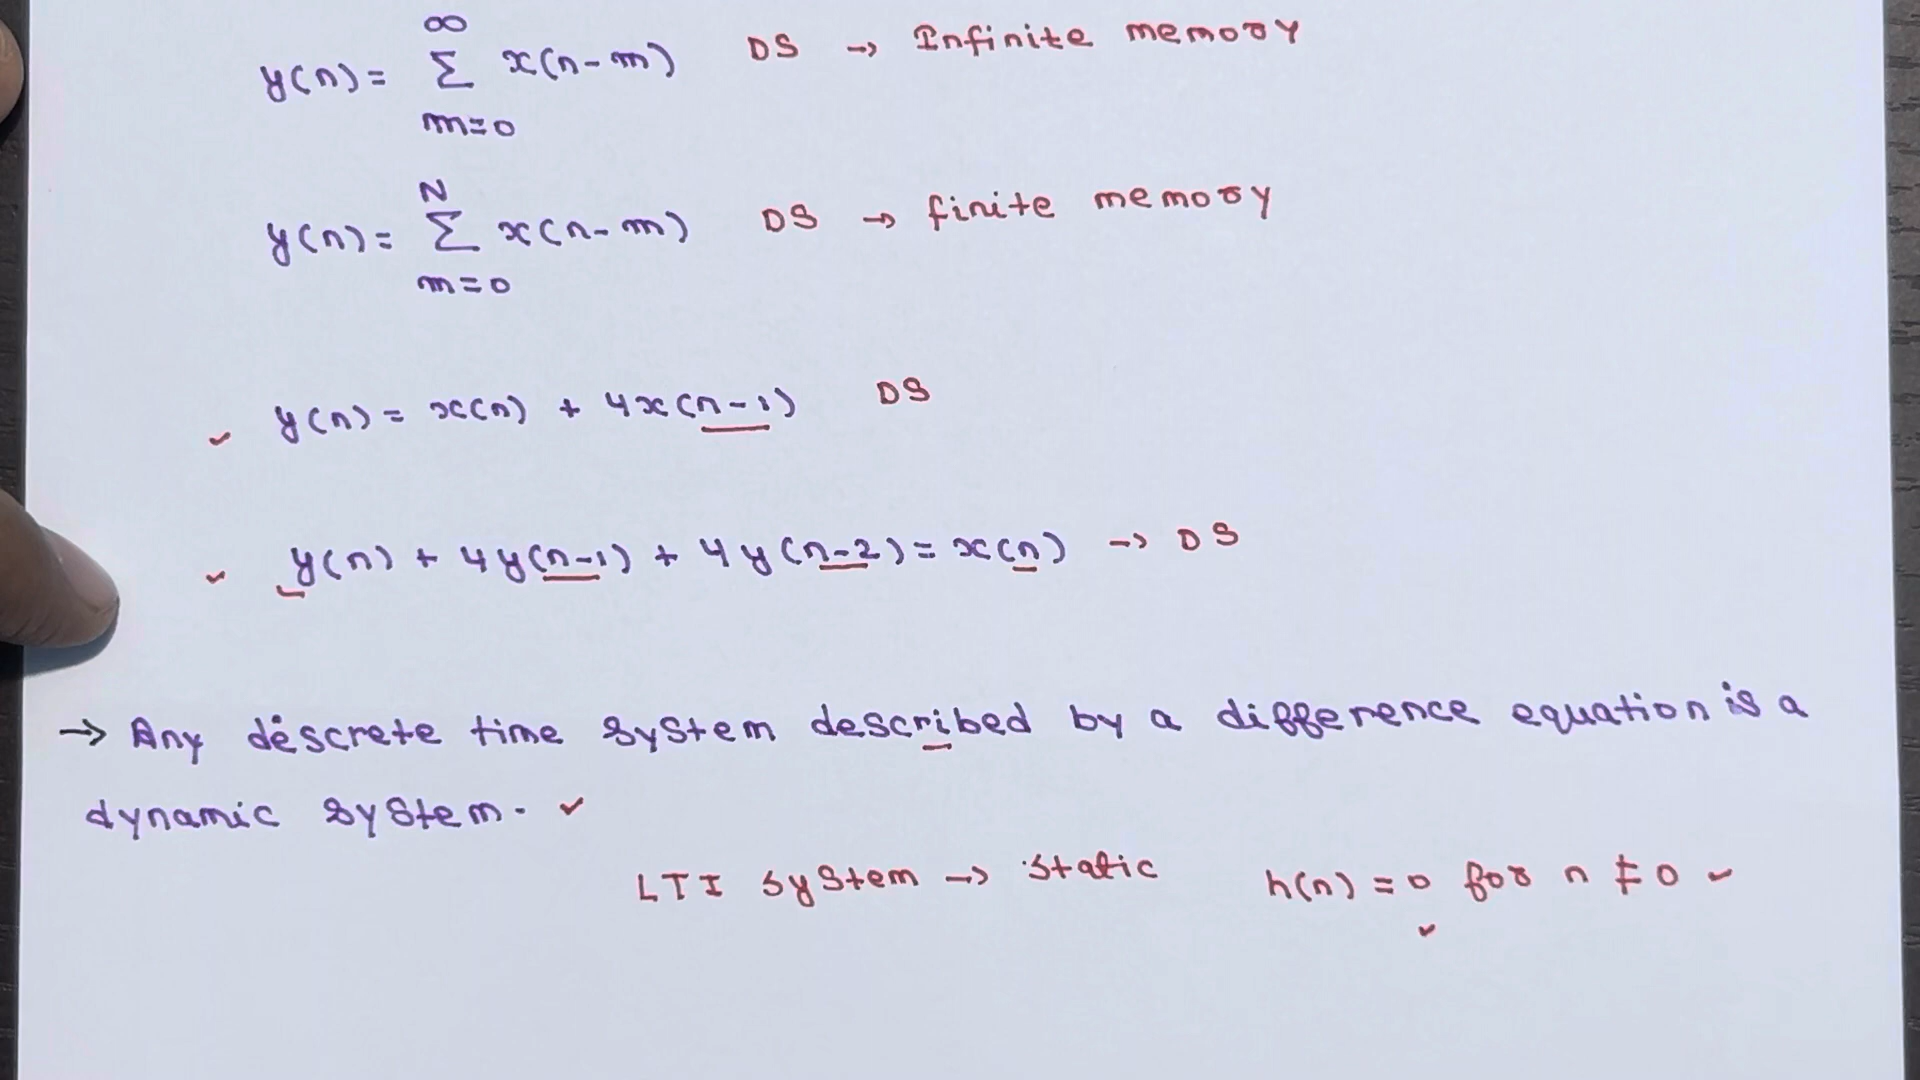 y(n) = ∞ Σ m=0 x(n-m) DS → Infinite memory
y(n) = N Σ m=0 x(n-m) DS → finite memory
y(n) = x(n) + 4x(n-1) DS
y(n) + 4y(n-1) + 4y(n-2) = x(n) → DS
→ Any discrete time system described by a difference equation is a
dynamic system.
LTI system → static h(n) = 0 for n ≠ 0